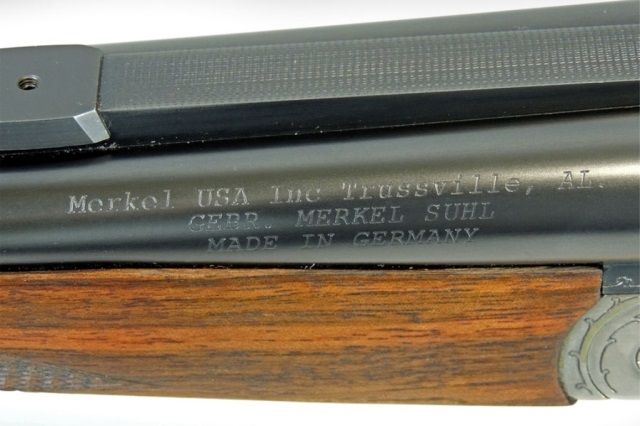 Merkel USA Inc Trussville, AL.
GEBR. MERKEL SUHL
MADE IN GERMANY